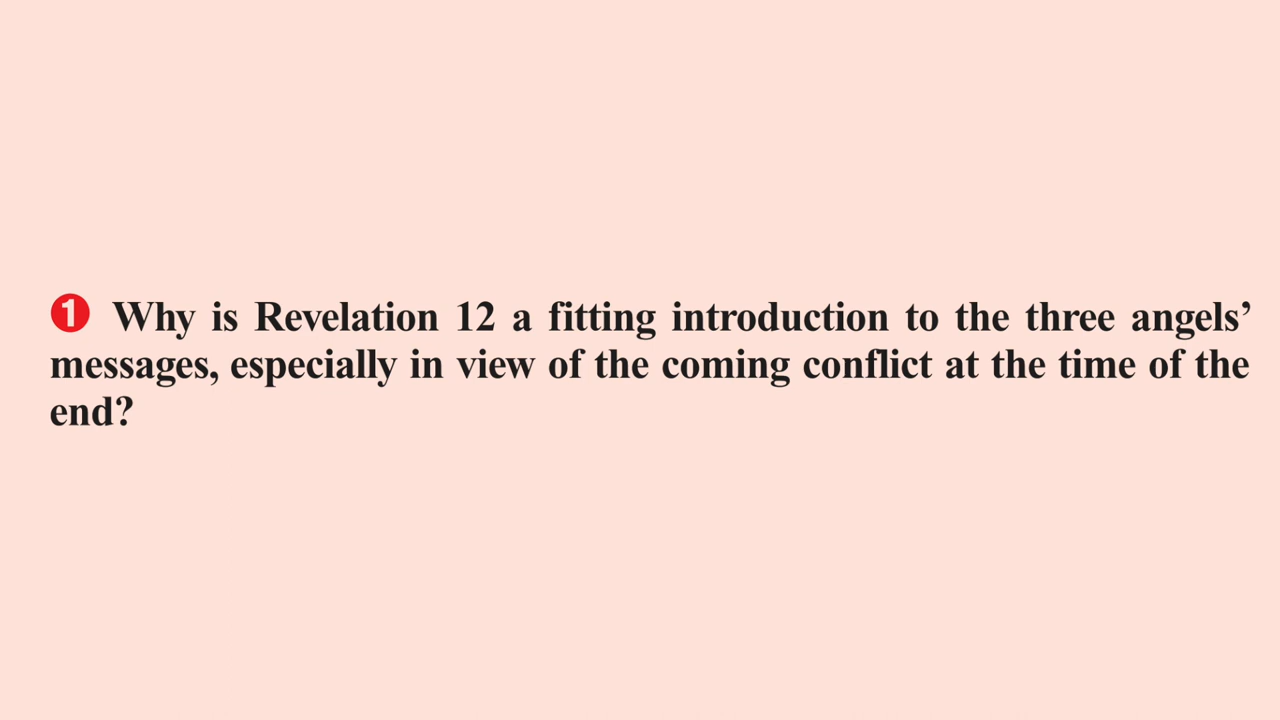 ❶ Why is Revelation 12 a fitting introduction to the three angels’
messages, especially in view of the coming conflict at the time of the
end?